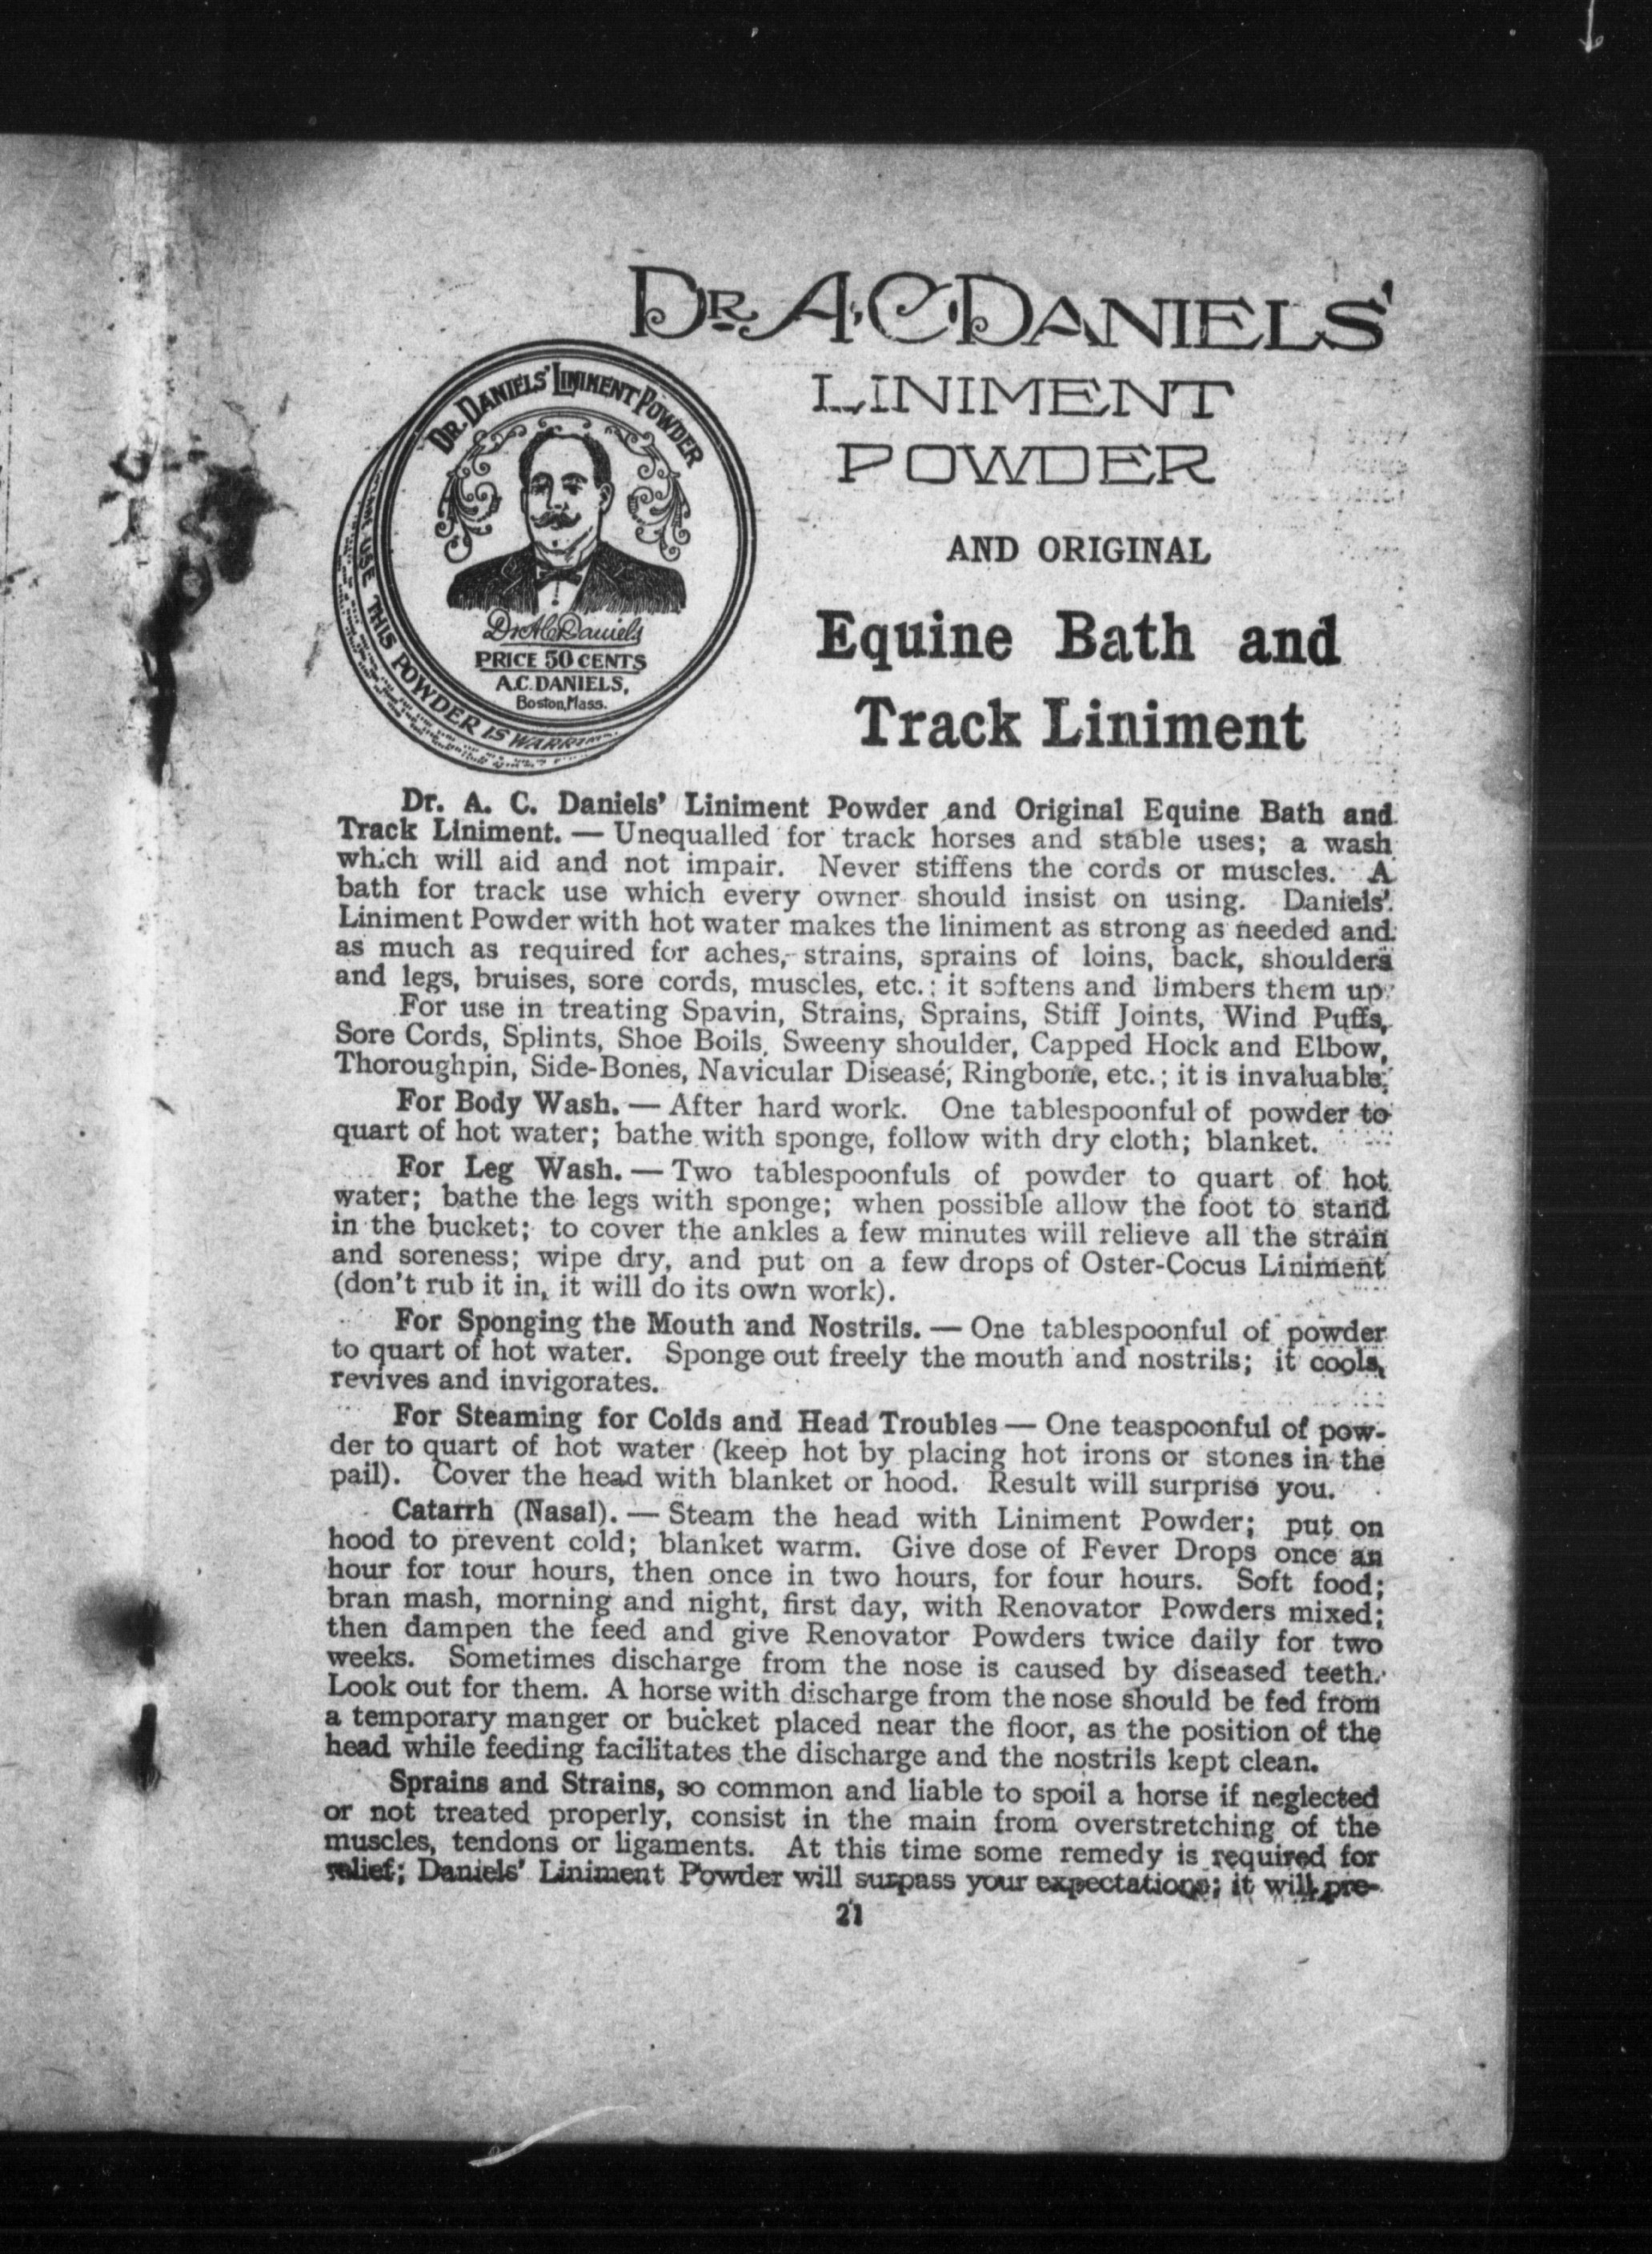 DR. A. C. DANIELS'
LINIMENT
POWDER
AND ORIGINAL
Equine Bath and
Track Liniment
DR. DANIELS' LINIMENT POWDER
Dr A C Daniels
PRICE 50 CENTS
A.C. DANIELS,
Boston, Mass.
USE THIS POWDER IS
Dr. A. C. Daniels' Liniment Powder and Original Equine Bath and
Track Liniment. — Unequalled for track horses and stable uses; a wash
which will aid and not impair. Never stiffens the cords or muscles. A
bath for track use which every owner should insist on using. Daniels'
Liniment Powder with hot water makes the liniment as strong as needed and
as much as required for aches, strains, sprains of loins, back, shoulders
and legs, bruises, sore cords, muscles, etc.; it softens and limbers them up.
For use in treating Spavin, Strains, Sprains, Stiff Joints, Wind Puffs,
Sore Cords, Splints, Shoe Boils, Sweeny shoulder, Capped Hock and Elbow,
Thoroughpin, Side-Bones, Navicular Disease, Ringbone, etc.; it is invaluable.
For Body Wash. — After hard work. One tablespoonful of powder to
quart of hot water; bathe with sponge, follow with dry cloth; blanket.
For Leg Wash. — Two tablespoonfuls of powder to quart of hot
water; bathe the legs with sponge; when possible allow the foot to stand
in the bucket; to cover the ankles a few minutes will relieve all the strain
and soreness; wipe dry, and put on a few drops of Oster-Cocus Liniment
(don't rub it in, it will do its own work).
For Sponging the Mouth and Nostrils. — One tablespoonful of powder
to quart of hot water. Sponge out freely the mouth and nostrils; it cools,
revives and invigorates.
For Steaming for Colds and Head Troubles — One teaspoonful of pow-
der to quart of hot water (keep hot by placing hot irons or stones in the
pail). Cover the head with blanket or hood. Result will surprise you.
Catarrh (Nasal). — Steam the head with Liniment Powder; put on
hood to prevent cold; blanket warm. Give dose of Fever Drops once an
hour for tour hours, then once in two hours, for four hours. Soft food;
bran mash, morning and night, first day, with Renovator Powders mixed;
then dampen the feed and give Renovator Powders twice daily for two
weeks. Sometimes discharge from the nose is caused by diseased teeth.
Look out for them. A horse with discharge from the nose should be fed from
a temporary manger or bucket placed near the floor, as the position of the
head while feeding facilitates the discharge and the nostrils kept clean.
Sprains and Strains, so common and liable to spoil a horse if neglected
or not treated properly, consist in the main from overstretching of the
muscles, tendons or ligaments. At this time some remedy is required for
relief; Daniels' Liniment Powder will surpass your expectations; it will pre-
21